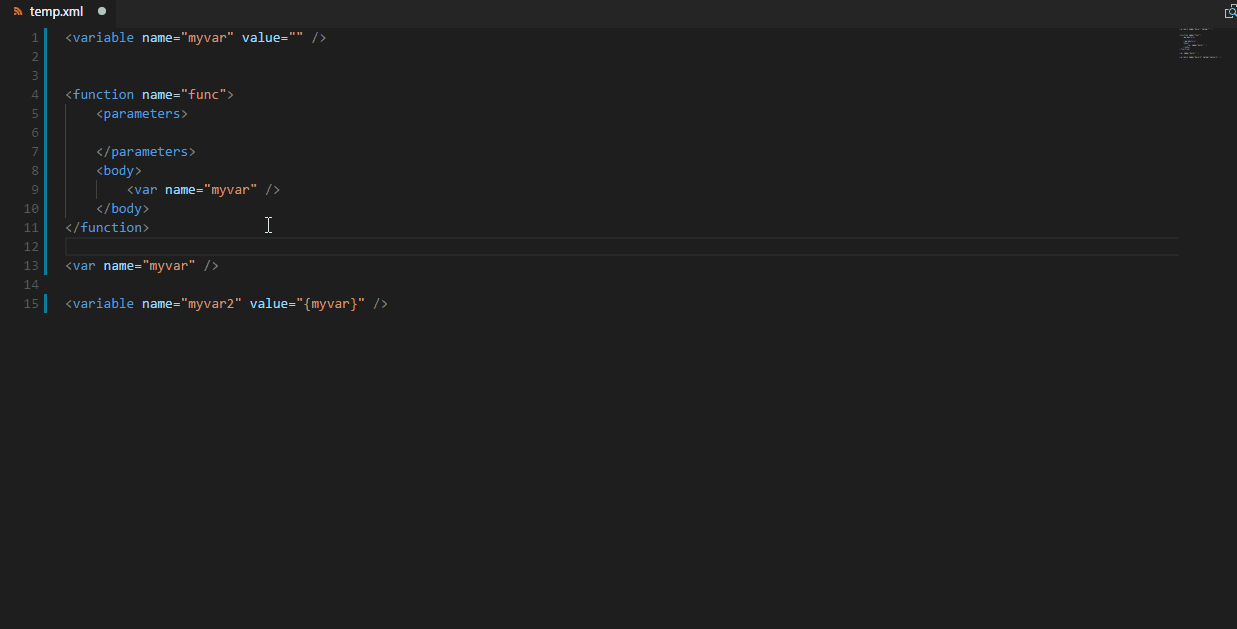 temp.xml
1 <variable name="myvar" value="" />
2
3
4 <function name="func">
5     <parameters>
6
7     </parameters>
8     <body>
9         <var name="myvar" />
10     </body>
11 </function>
12
13 <var name="myvar" />
14
15 <variable name="myvar2" value="{myvar}" />